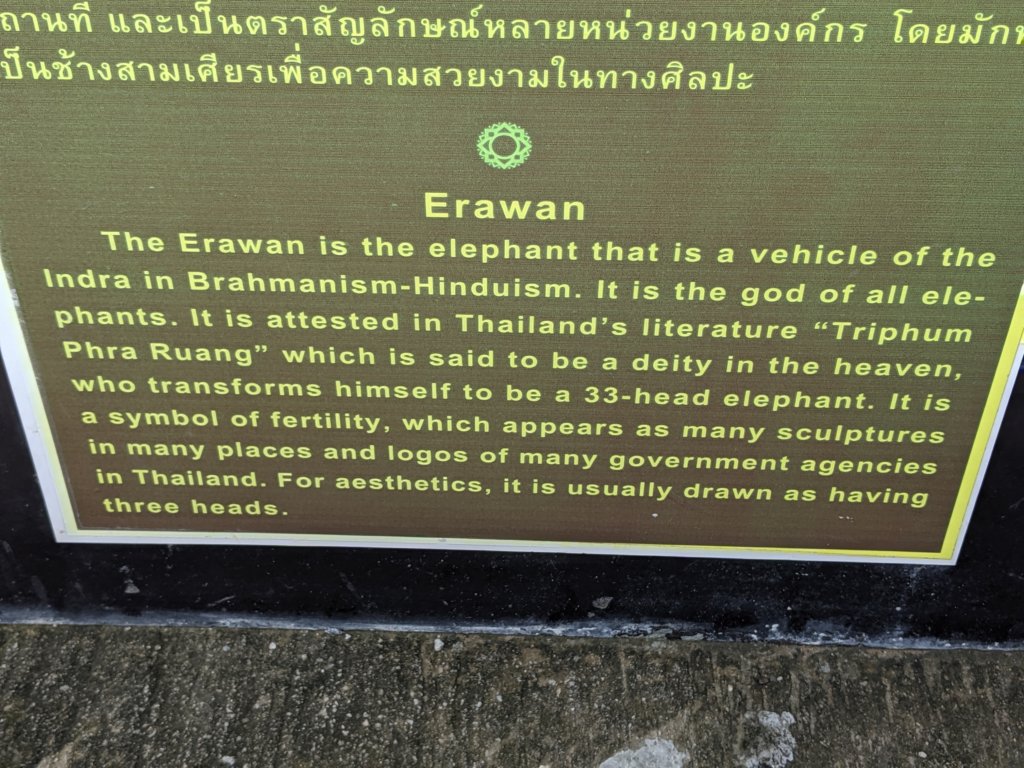 ถานที่ และเป็นตราสัญลักษณ์หลายหน่วยงานองค์กร โดยมัก
ป็นช้างสามเศียรเพื่อความสวยงามในทางศิลปะ
Erawan
The Erawan is the elephant that is a vehicle of the
Indra in Brahmanism-Hinduism. It is the god of all ele-
phants. It is attested in Thailand’s literature “Triphum
Phra Ruang” which is said to be a deity in the heaven,
who transforms himself to be a 33-head elephant. It is
a symbol of fertility, which appears as many sculptures
in many places and logos of many government agencies
in Thailand. For aesthetics, it is usually drawn as having
three heads.